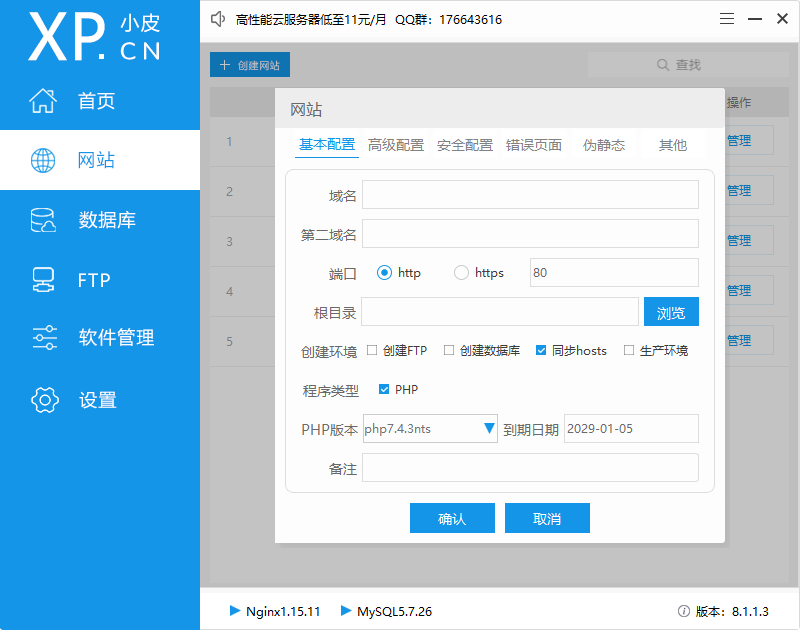 XP.CN 小皮
高性能云服务器低至11元/月 QQ群：176643616
首页
网站
数据库
FTP
软件管理
设置
创建网站
查找
操作
1 管理
2 管理
3 管理
4 管理
5 管理
网站
基本配置 高级配置 安全配置 错误页面 伪静态 其他
域名
第二域名
端口 http https 80
根目录 浏览
创建环境 创建FTP 创建数据库 同步hosts 生产环境
程序类型 PHP
PHP版本 php7.4.3nts 到期日期 2029-01-05
备注
确认 取消
Nginx1.15.11 MySQL5.7.26 版本：8.1.1.3